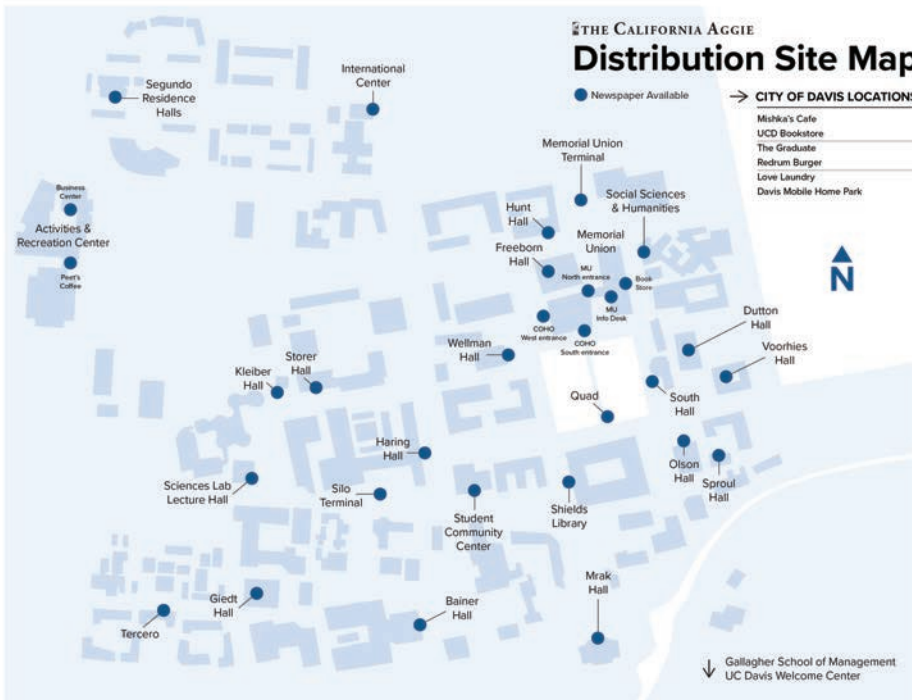 THE CALIFORNIA AGGIE
Distribution Site Map
Newspaper Available
→ CITY OF DAVIS LOCATIONS
Mishka's Cafe
UCD Bookstore
The Graduate
Redrum Burger
Love Laundry
Davis Mobile Home Park
Segundo
Residence
Halls
International
Center
Memorial Union
Terminal
Social Sciences
& Humanities
Business
Center
Activities &
Recreation Center
Peet's
Coffee
Hunt
Hall
Freeborn
Hall
Memorial
Union
MU
North entrance
Book
Store
MU
Info Desk
N
COHO
West entrance
COHO
South entrance
Dutton
Hall
Voorhies
Hall
Wellman
Hall
Storer
Hall
Kleiber
Hall
Quad
South
Hall
Haring
Hall
Olson
Hall
Sproul
Hall
Sciences Lab
Lecture Hall
Silo
Terminal
Student
Community
Center
Shields
Library
Mrak
Hall
Giedt
Hall
Tercero
Bainer
Hall
↓ Gallagher School of Management
UC Davis Welcome Center